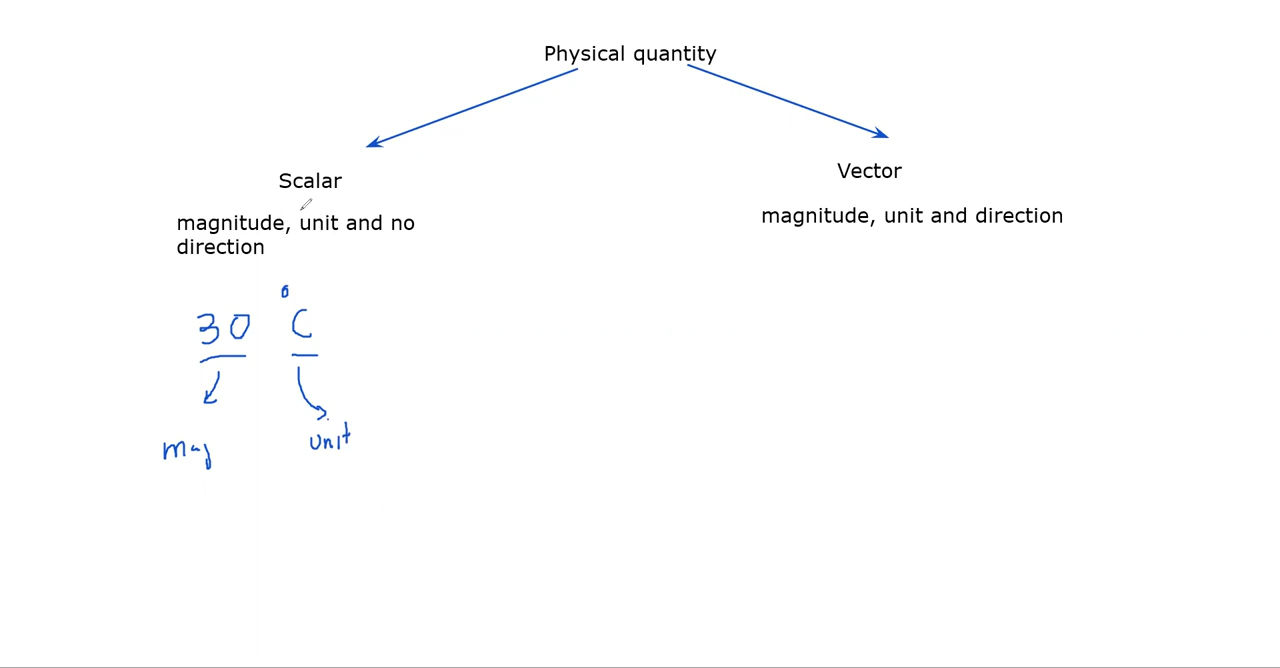 Physical quantity
Scalar
Vector
magnitude, unit and no
direction
magnitude, unit and direction
30 °C
mag
unit